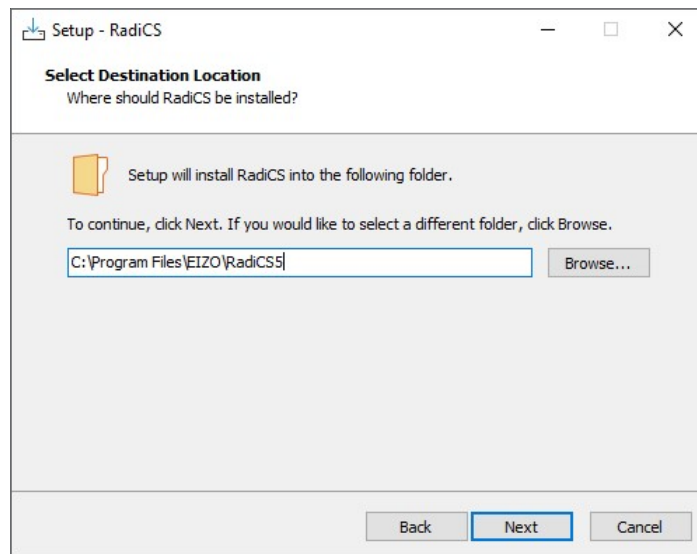 Setup - RadiCS
Select Destination Location
Where should RadiCS be installed?
Setup will install RadiCS into the following folder.
To continue, click Next. If you would like to select a different folder, click Browse.
C:\Program Files\EIZO\RadiCS5
Browse...
Back
Next
Cancel